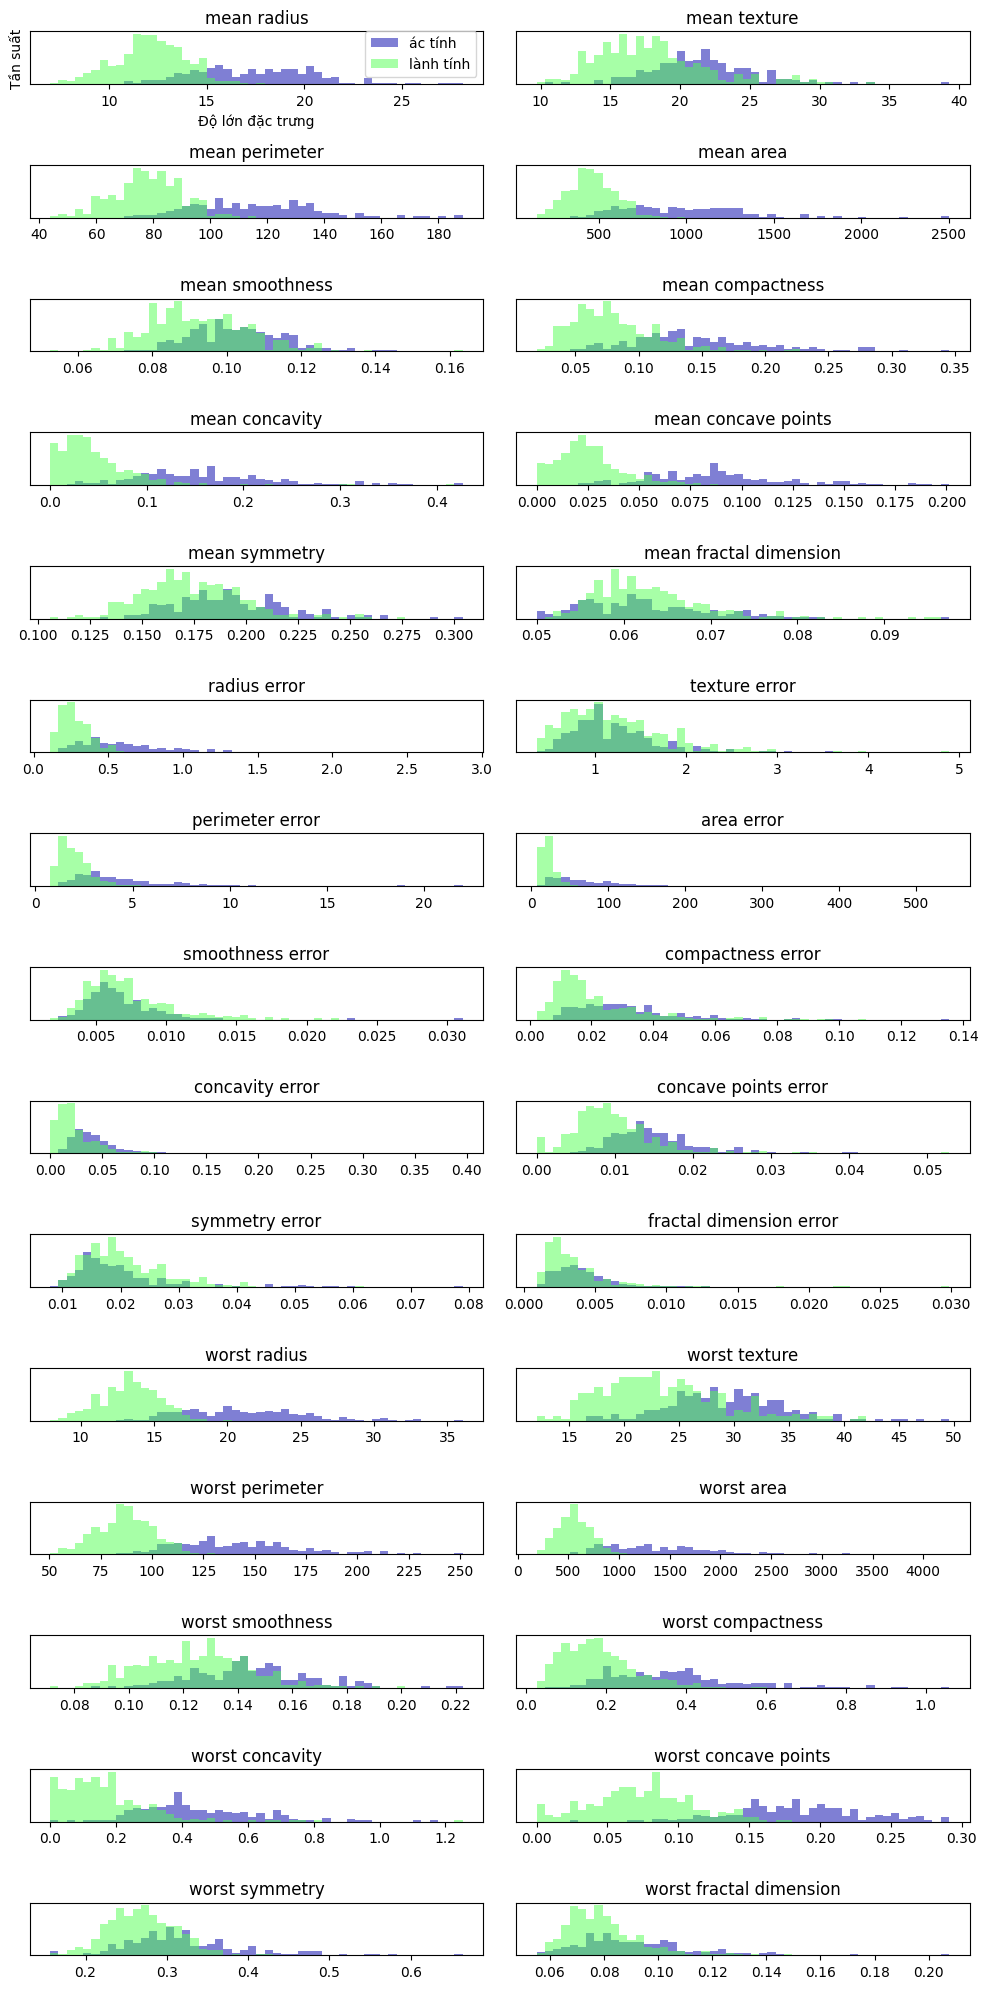 mean radius
mean texture
Tần suất
ác tính
lành tính
10 15 20 25
10 15 20 25 30 35 40
Độ lớn đặc trưng
mean perimeter
mean area
40 60 80 100 120 140 160 180
500 1000 1500 2000 2500
mean smoothness
mean compactness
0.06 0.08 0.10 0.12 0.14 0.16
0.05 0.10 0.15 0.20 0.25 0.30 0.35
mean concavity
mean concave points
0.0 0.1 0.2 0.3 0.4
0.000 0.025 0.050 0.075 0.100 0.125 0.150 0.175 0.200
mean symmetry
mean fractal dimension
0.100 0.125 0.150 0.175 0.200 0.225 0.250 0.275 0.300
0.05 0.06 0.07 0.08 0.09
radius error
texture error
0.0 0.5 1.0 1.5 2.0 2.5 3.0
1 2 3 4 5
perimeter error
area error
0 5 10 15 20
0 100 200 300 400 500
smoothness error
compactness error
0.005 0.010 0.015 0.020 0.025 0.030
0.00 0.02 0.04 0.06 0.08 0.10 0.12 0.14
concavity error
concave points error
0.00 0.05 0.10 0.15 0.20 0.25 0.30 0.35 0.40
0.00 0.01 0.02 0.03 0.04 0.05
symmetry error
fractal dimension error
0.01 0.02 0.03 0.04 0.05 0.06 0.07 0.08
0.000 0.005 0.010 0.015 0.020 0.025 0.030
worst radius
worst texture
10 15 20 25 30 35
15 20 25 30 35 40 45 50
worst perimeter
worst area
50 75 100 125 150 175 200 225 250
0 500 1000 1500 2000 2500 3000 3500 4000
worst smoothness
worst compactness
0.08 0.10 0.12 0.14 0.16 0.18 0.20 0.22
0.0 0.2 0.4 0.6 0.8 1.0
worst concavity
worst concave points
0.0 0.2 0.4 0.6 0.8 1.0 1.2
0.00 0.05 0.10 0.15 0.20 0.25 0.30
worst symmetry
worst fractal dimension
0.2 0.3 0.4 0.5 0.6
0.06 0.08 0.10 0.12 0.14 0.16 0.18 0.20